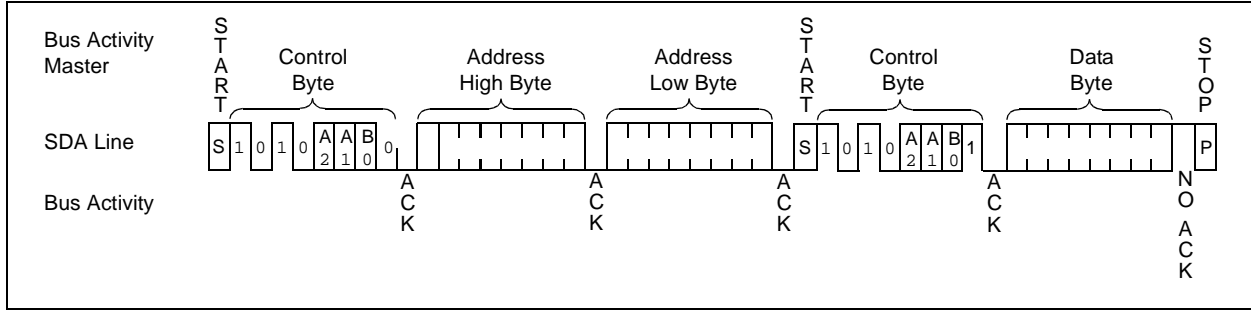 Bus Activity
Master
START
Control
Byte
Address
High Byte
Address
Low Byte
START
Control
Byte
Data
Byte
STOP
SDA Line
S 1 0 1 0 A2 A1 B0 0
S 1 0 1 0 A2 A1 B0 1
P
Bus Activity
ACK
ACK
ACK
ACK
NO ACK